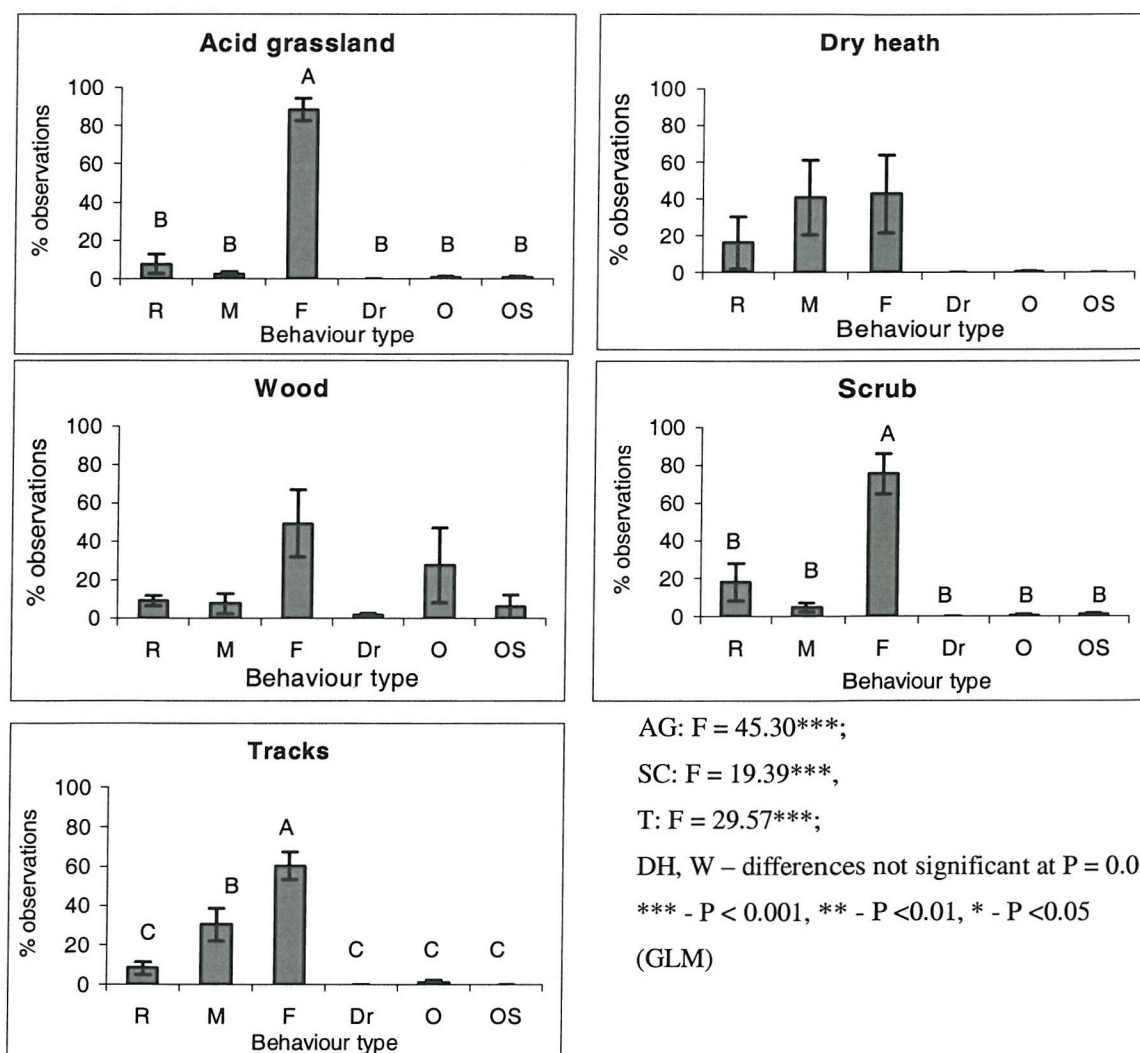 Acid grassland
A
100
80
60
40
20
0
% observations
B B B B B
R M F Dr O OS
Behaviour type
Dry heath
100
80
60
40
20
0
% observations
R M F Dr O OS
Behaviour type
Wood
100
80
60
40
20
0
% observations
R M F Dr O OS
Behaviour type
Scrub
A
100
80
60
40
20
0
% observations
B B B B B
R M F Dr O OS
Behaviour type
Tracks
A
100
80
60
40
20
0
% observations
C B C C C
R M F Dr O OS
Behaviour type
AG: F = 45.30***;
SC: F = 19.39***,
T: F = 29.57***;
DH, W – differences not significant at P = 0.0
*** - P < 0.001, ** - P <0.01, * - P <0.05
(GLM)